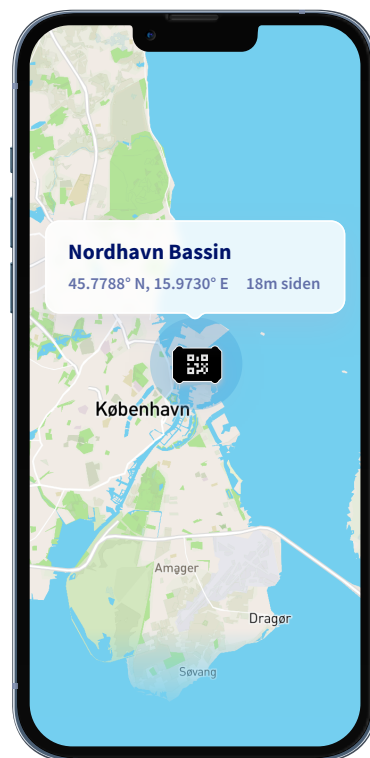 Nordhavn Bassin
45.7788° N, 15.9730° E 18m siden
København
Amager
Dragør
Søvang